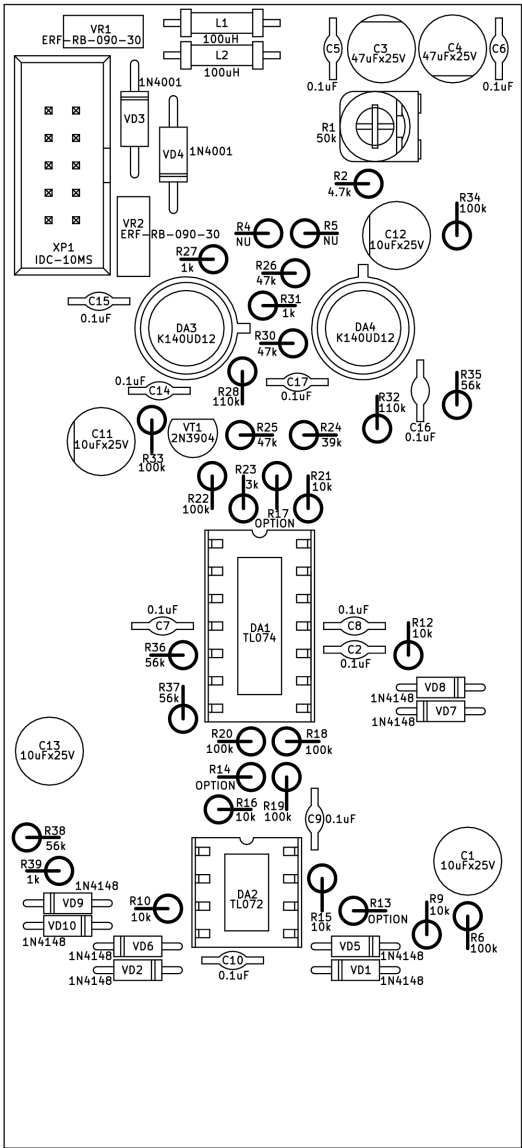 VR1
ERF-RB-090-30
L1
100uH
L2
100uH
C5
0.1uF
C3
47uFx25V
C4
47uFx25V
C6
0.1uF
1N4001
VD3
VD4
1N4001
R1
50k
R2
4.7k
XP1
IDC-10MS
VR2
ERF-RB-090-30
R4
NU
R5
NU
C12
10uFx25V
R34
100k
R27
1k
R26
47k
C15
0.1uF
R31
1k
DA3
K140UD12
DA4
K140UD12
R30
47k
0.1uF
C14
R28
110k
C17
0.1uF
R32
110k
R35
56k
C16
0.1uF
C11
10uFx25V
R33
100k
VT1
2N3904
R25
47k
R24
39k
R22
100k
R23
3k
R17
OPTION
R21
10k
0.1uF
C7
DA1
TL074
0.1uF
C8
C2
0.1uF
R12
10k
R36
56k
R37
56k
VD8
1N4148
VD7
1N4148
C13
10uFx25V
R20
100k
R18
100k
R14
OPTION
R19
100k
R16
10k
C9
0.1uF
R38
56k
R39
1k
C1
10uFx25V
1N4148
VD9
VD10
1N4148
R10
10k
DA2
TL072
R15
10k
R13
OPTION
R9
10k
R6
100k
VD6
1N4148
VD2
1N4148
C10
0.1uF
VD5
1N4148
VD1
1N4148